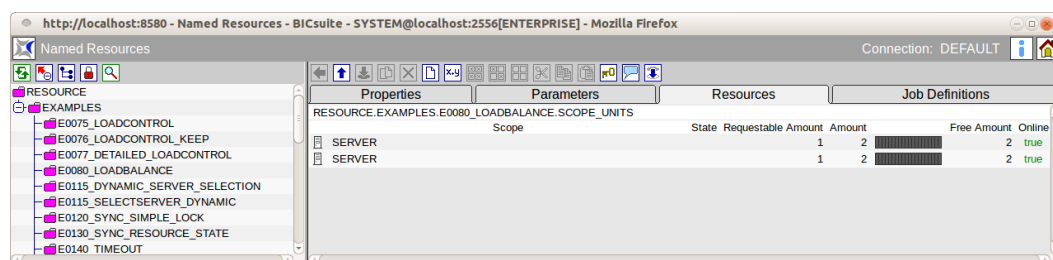 http://localhost:8580 - Named Resources - BICsuite - SYSTEM@localhost:2556[ENTERPRISE] - Mozilla Firefox
Named Resources Connection: DEFAULT
RESOURCE
EXAMPLES
E0075_LOADCONTROL
E0076_LOADCONTROL_KEEP
E0077_DETAILED_LOADCONTROL
E0080_LOADBALANCE
E0115_DYNAMIC_SERVER_SELECTION
E0115_SELECTSERVER_DYNAMIC
E0120_SYNC_SIMPLE_LOCK
E0130_SYNC_RESOURCE_STATE
E0140_TIMEOUT
x.y
Properties Parameters Resources Job Definitions
RESOURCE.EXAMPLES.E0080_LOADBALANCE.SCOPE_UNITS
Scope State Requestable Amount Amount Free Amount Online
SERVER 1 2 2 true
SERVER 1 2 2 true